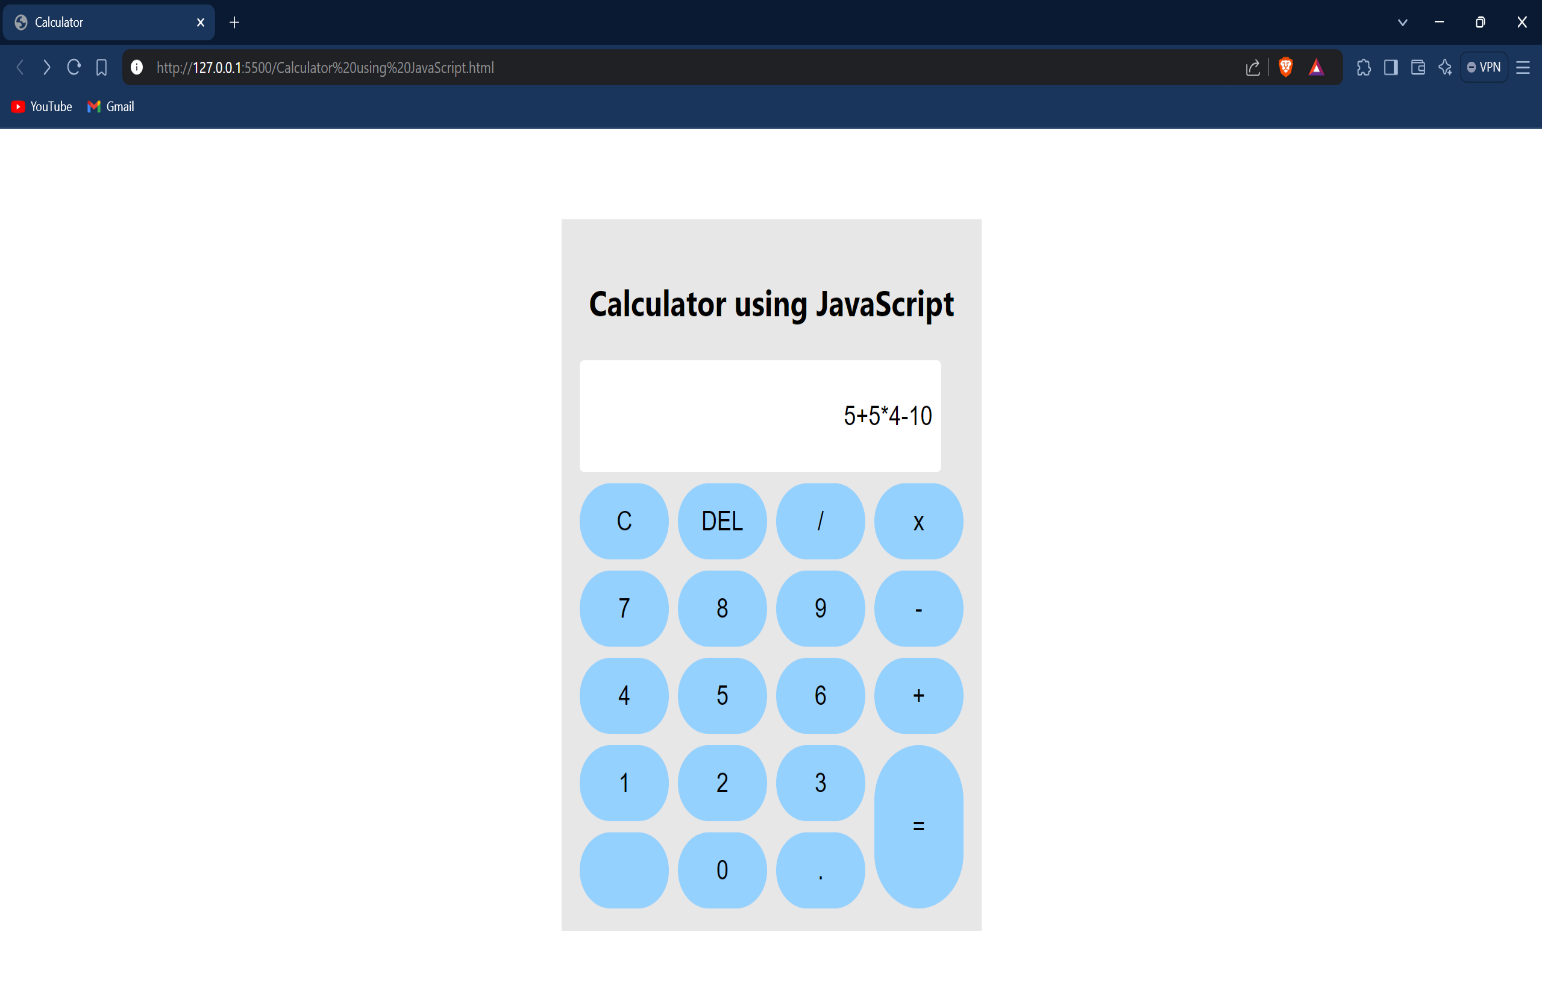 Calculator
http://127.0.0.1:5500/Calculator%20using%20JavaScript.html
VPN
YouTube Gmail
Calculator using JavaScript
5+5*4-10
C DEL / x
7 8 9 -
4 5 6 +
1 2 3
=
0 .